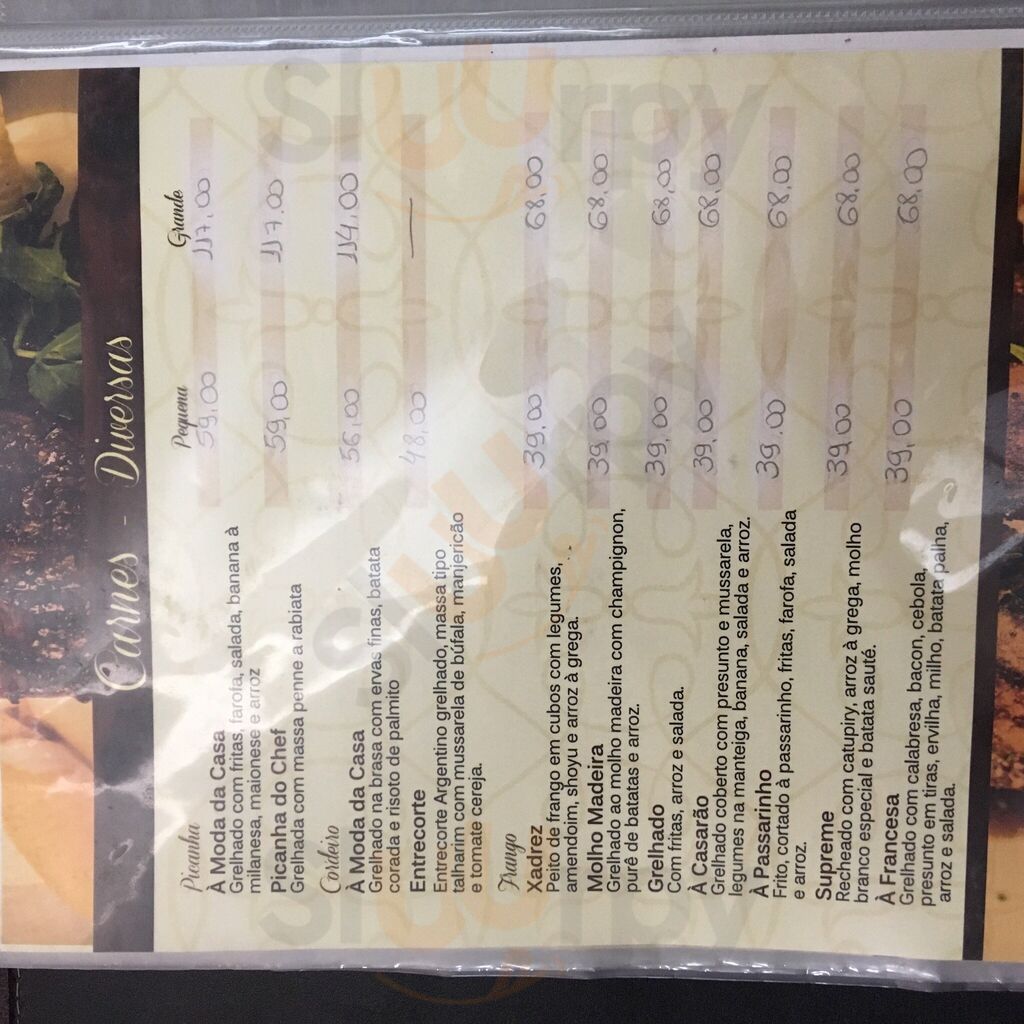 Carnes - Diversas
Pequena Grande
Picanha
À Moda da Casa 59,00 117,00
Grelhado com fritas, farofa, salada, banana à
milanesa, maionese e arroz
Picanha do Chef 59,00 117,00
Grelhada com massa penne a rabiata
Cordeiro
À Moda da Casa 56,00 114,00
Grelhado na brasa com ervas finas, batata
corada e risoto de palmito
Entrecorte 48,00 —
Entrecorte Argentino grelhado, massa tipo
talharim com mussarela de búfala, manjericão
e tomate cereja.
Frango
Xadrez 39,00 68,00
Peito de frango em cubos com legumes,
amendoim, shoyu e arroz à grega.
Molho Madeira 39,00 68,00
Grelhado ao molho madeira com champignon,
purê de batatas e arroz.
Grelhado 39,00 68,00
Com fritas, arroz e salada.
À Casarão 39,00 68,00
Grelhado coberto com presunto e mussarela,
legumes na manteiga, banana, salada e arroz.
À Passarinho 39,00 68,00
Frito, cortado à passarinho, fritas, farofa, salada
e arroz.
Supreme 39,00 68,00
Recheado com catupiry, arroz à grega, molho
branco especial e batata sauté.
À Francesa 39,00 68,00
Grelhado com calabresa, bacon, cebola,
presunto em tiras, ervilha, milho, batata palha,
arroz e salada.
Sluurpy
Sluurpy
Sluurpy